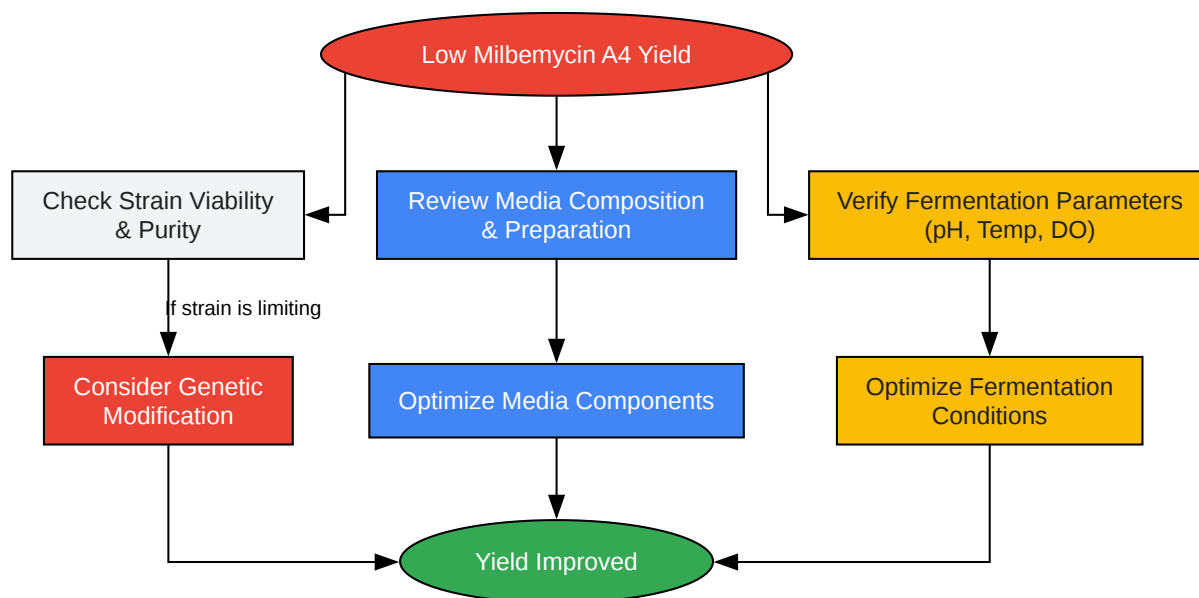 Low Milbemycin A4 Yield
Check Strain Viability
& Purity
Review Media Composition
& Preparation
Verify Fermentation Parameters
(pH, Temp, DO)
If strain is limiting
Consider Genetic
Modification
Optimize Media Components
Optimize Fermentation
Conditions
Yield Improved